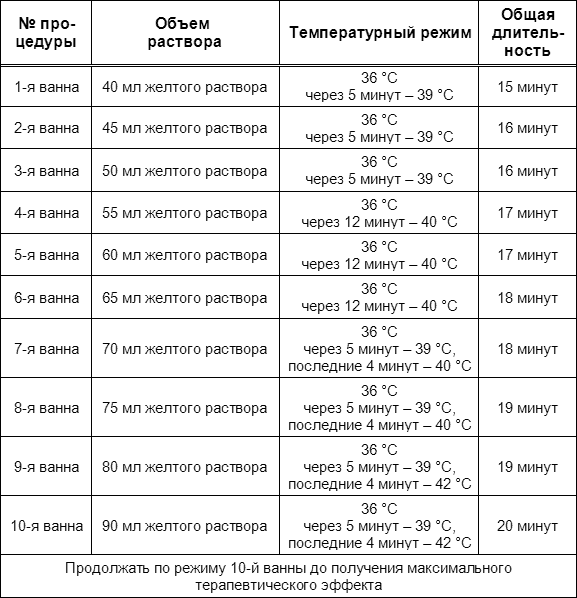 № про-
цедуры
Объем
раствора
Температурный режим
Общая
длитель-
ность
1-я ванна
40 мл желтого раствора
36 °C
через 5 минут – 39 °C
15 минут
2-я ванна
45 мл желтого раствора
36 °C
через 5 минут – 39 °C
16 минут
3-я ванна
50 мл желтого раствора
36 °C
через 5 минут – 39 °C
16 минут
4-я ванна
55 мл желтого раствора
36 °C
через 12 минут – 40 °C
17 минут
5-я ванна
60 мл желтого раствора
36 °C
через 12 минут – 40 °C
17 минут
6-я ванна
65 мл желтого раствора
36 °C
через 12 минут – 40 °C
18 минут
7-я ванна
70 мл желтого раствора
36 °C
через 5 минут – 39 °C,
последние 4 минут – 40 °C
18 минут
8-я ванна
75 мл желтого раствора
36 °C
через 5 минут – 39 °C,
последние 4 минут – 40 °C
19 минут
9-я ванна
80 мл желтого раствора
36 °C
через 5 минут – 39 °C,
последние 4 минут – 42 °C
19 минут
10-я ванна
90 мл желтого раствора
36 °C
через 5 минут – 39 °C,
последние 4 минут – 42 °C
20 минут
Продолжать по режиму 10-й ванны до получения максимального
терапевтического эффекта